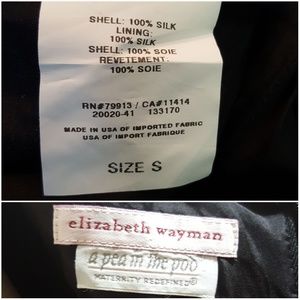 SHELL: 100% SILK
LINING:
100% SILK
SHELL: 100% SOIE
REVETEMENT:
100% SOIE
RN#79913 / CA#11414
20020-41 133170
MADE IN USA OF IMPORTED FABRIC
USA OF IMPORT FABRIQUE
SIZE S
elizabeth wayman
a pea in the pod
MATERNITY REDEFINED®